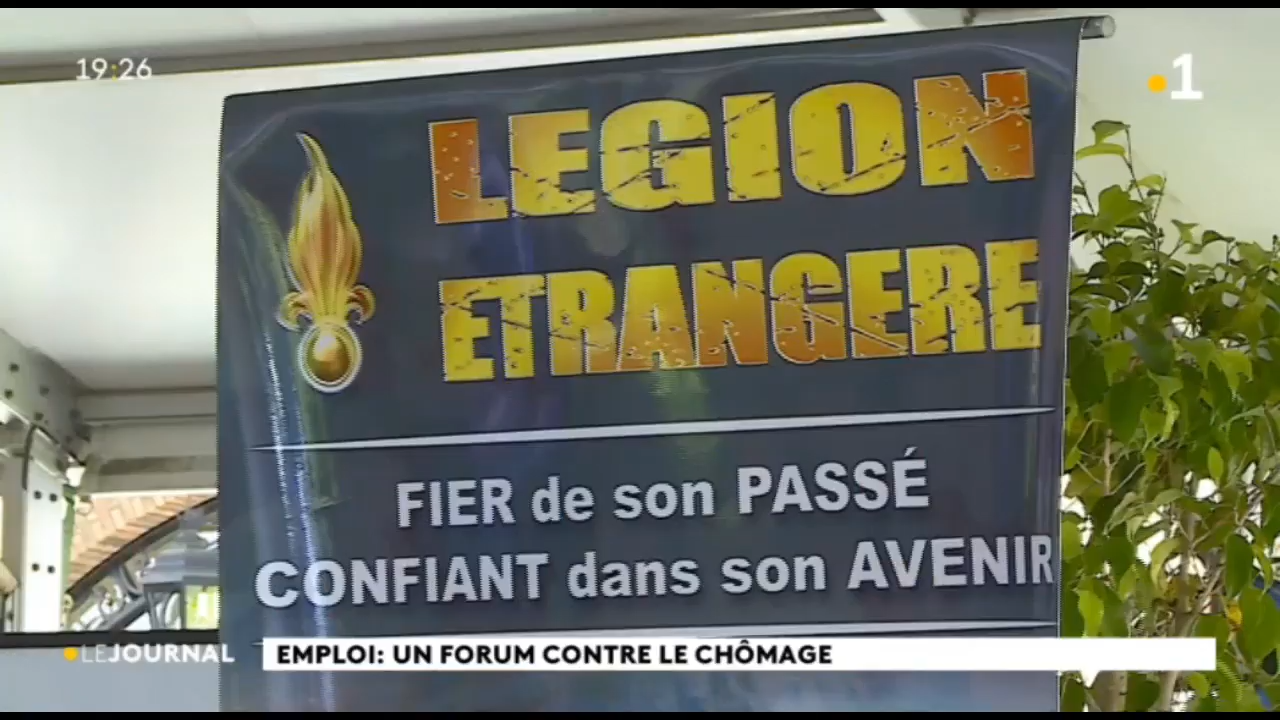 19:26
1
LEGION
ETRANGERE
FIER de son PASSÉ
CONFIANT dans son AVENIR
LEJOURNAL
EMPLOI: UN FORUM CONTRE LE CHÔMAGE